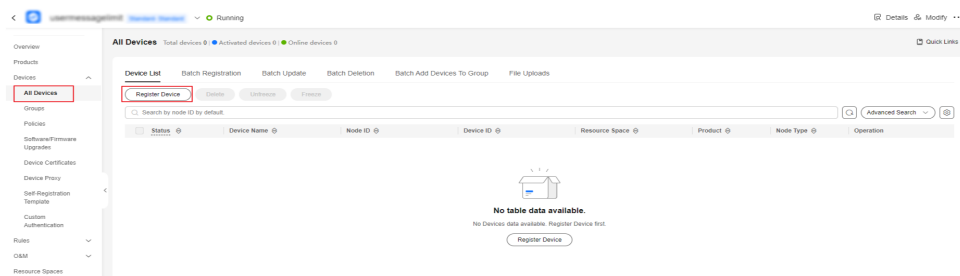 usermessagelimit Running
Details Modify
Overview
Products
Devices
All Devices
Groups
Policies
Software/Firmware
Upgrades
Device Certificates
Device Proxy
Self-Registration
Template
Custom
Authentication
Rules
O&M
Resource Spaces
All Devices Total devices 0 | Activated devices 0 | Online devices 0
Quick Links
Device List Batch Registration Batch Update Batch Deletion Batch Add Devices To Group File Uploads
Register Device Delete Unfreeze Freeze
Search by node ID by default.
Advanced Search
Status Device Name Node ID Device ID Resource Space Product Node Type Operation
No table data available.
No Devices data available. Register Device first.
Register Device